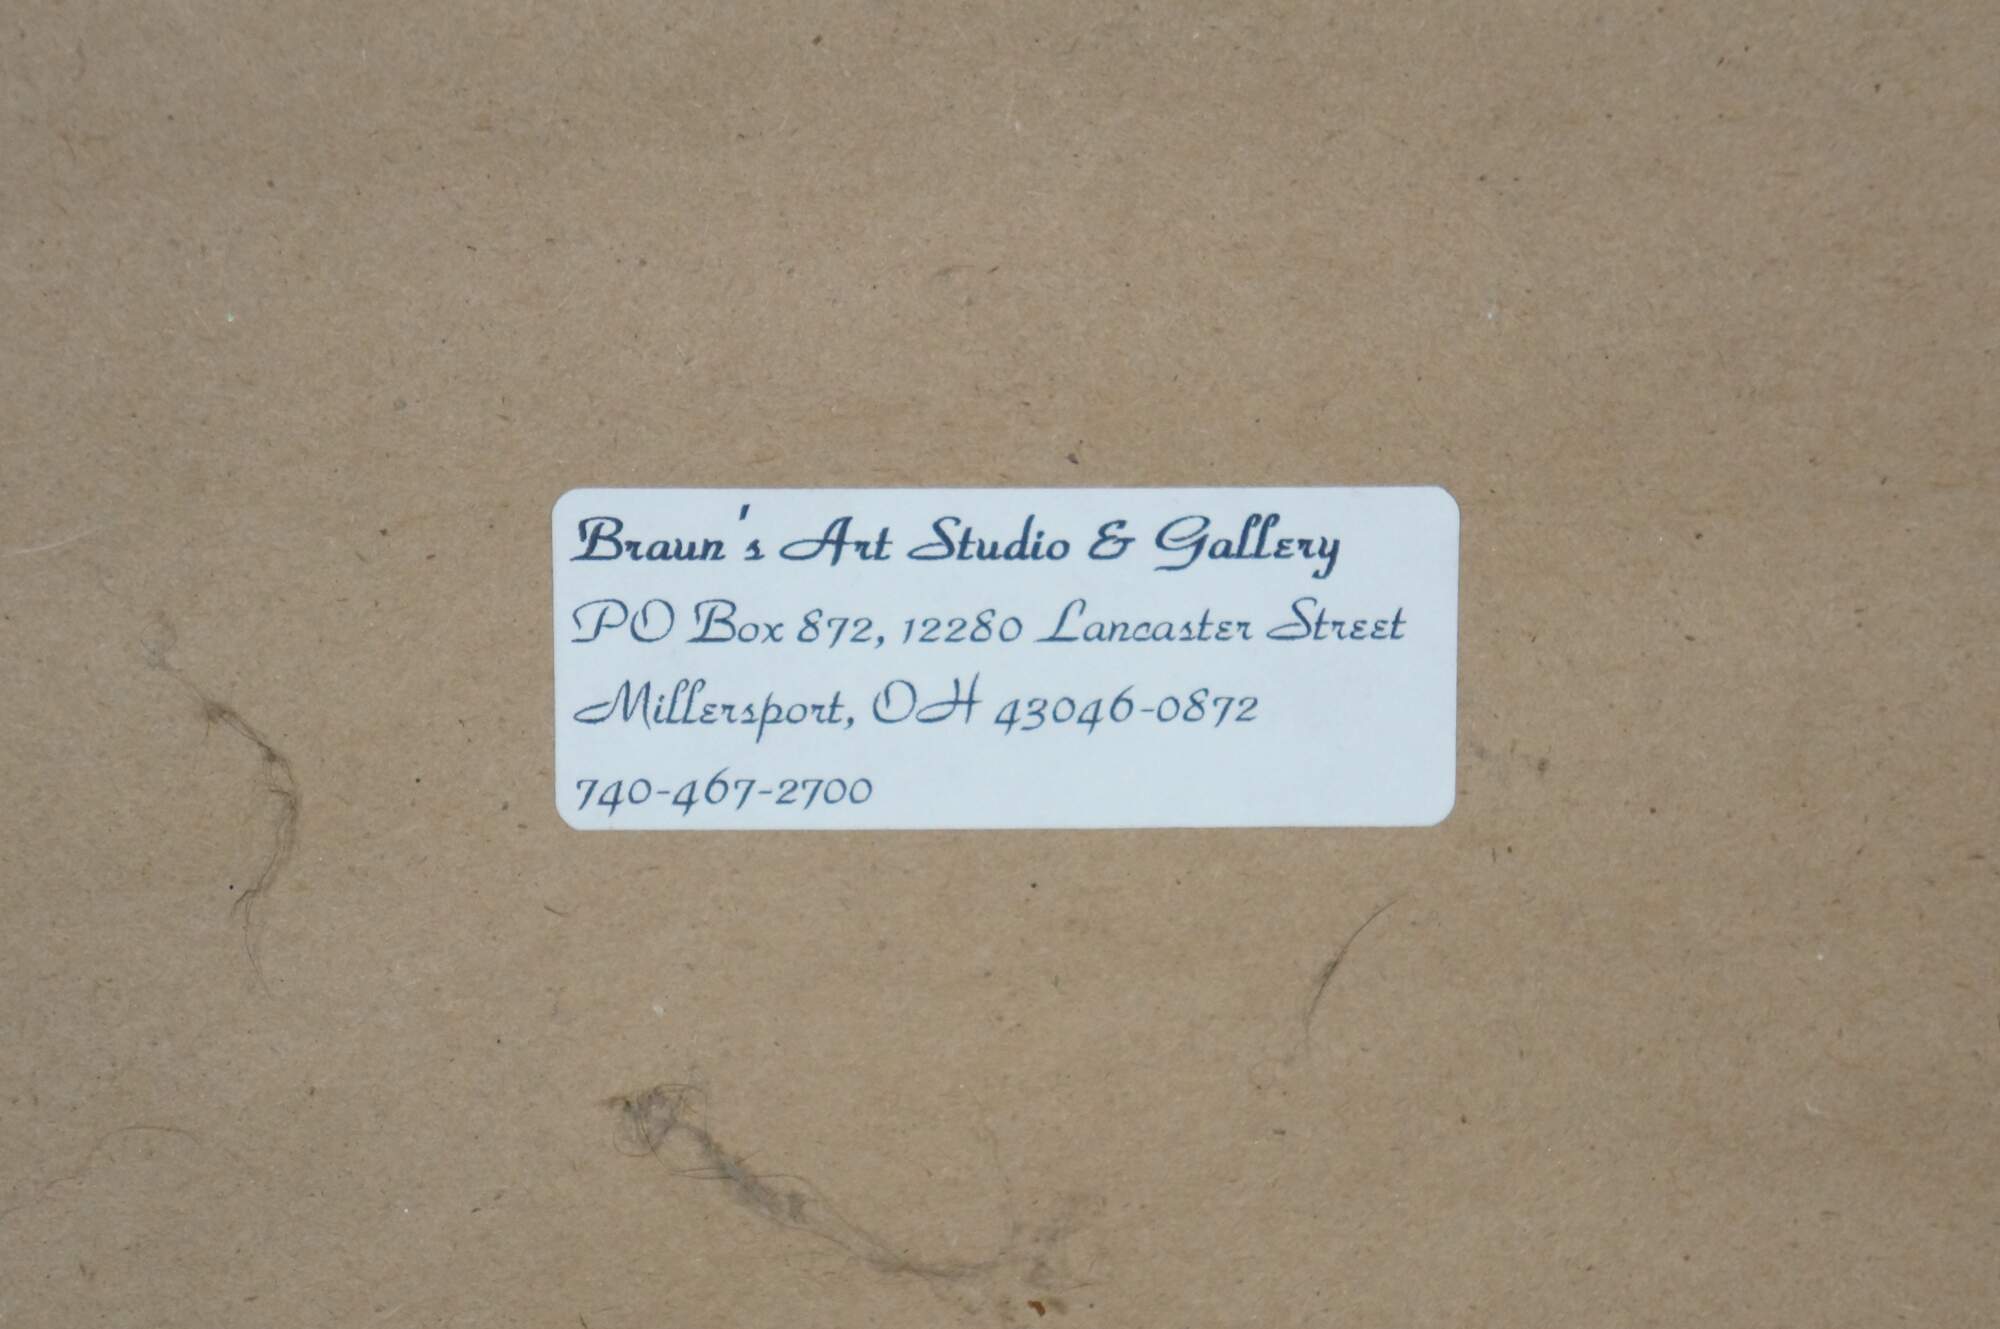 Braun's Art Studio & Gallery
PO Box 872, 12280 Lancaster Street
Millersport, OH 43046-0872
740-467-2700